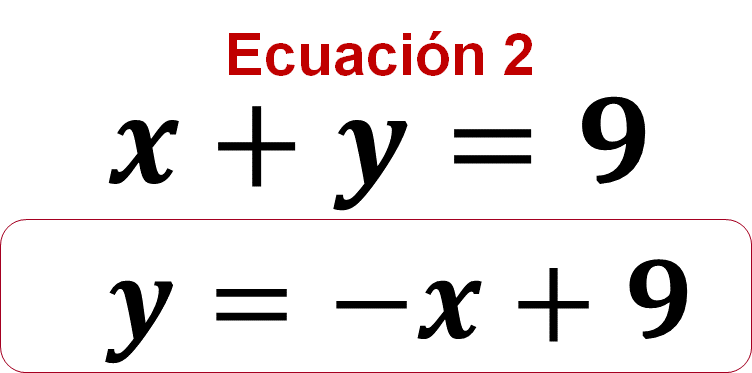 Ecuación 2
x + y = 9
y = −x + 9